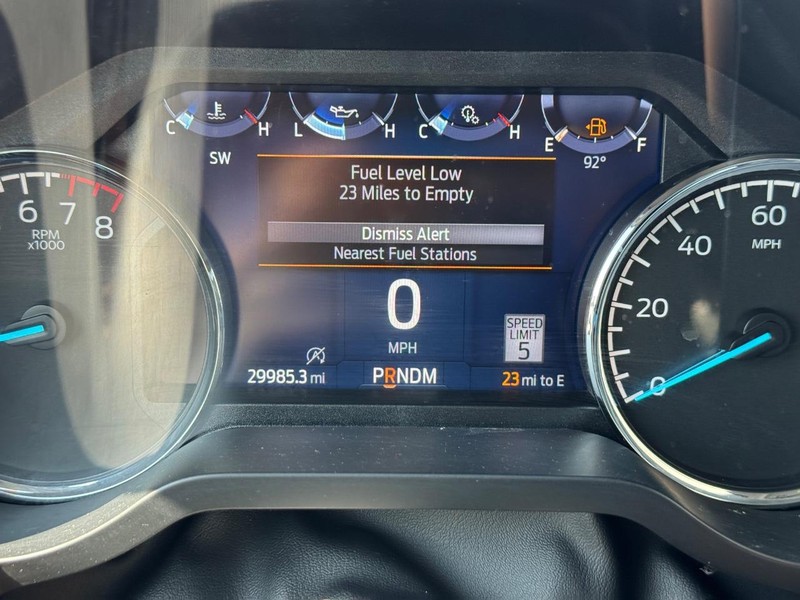 C H
L H
C H
E F
SW
92°
Fuel Level Low
23 Miles to Empty
Dismiss Alert
Nearest Fuel Stations
6 7 8
RPM
x1000
0
MPH
SPEED
LIMIT
5
29985.3 mi
PRNDM
23 mi to E
0 20 40 60
MPH